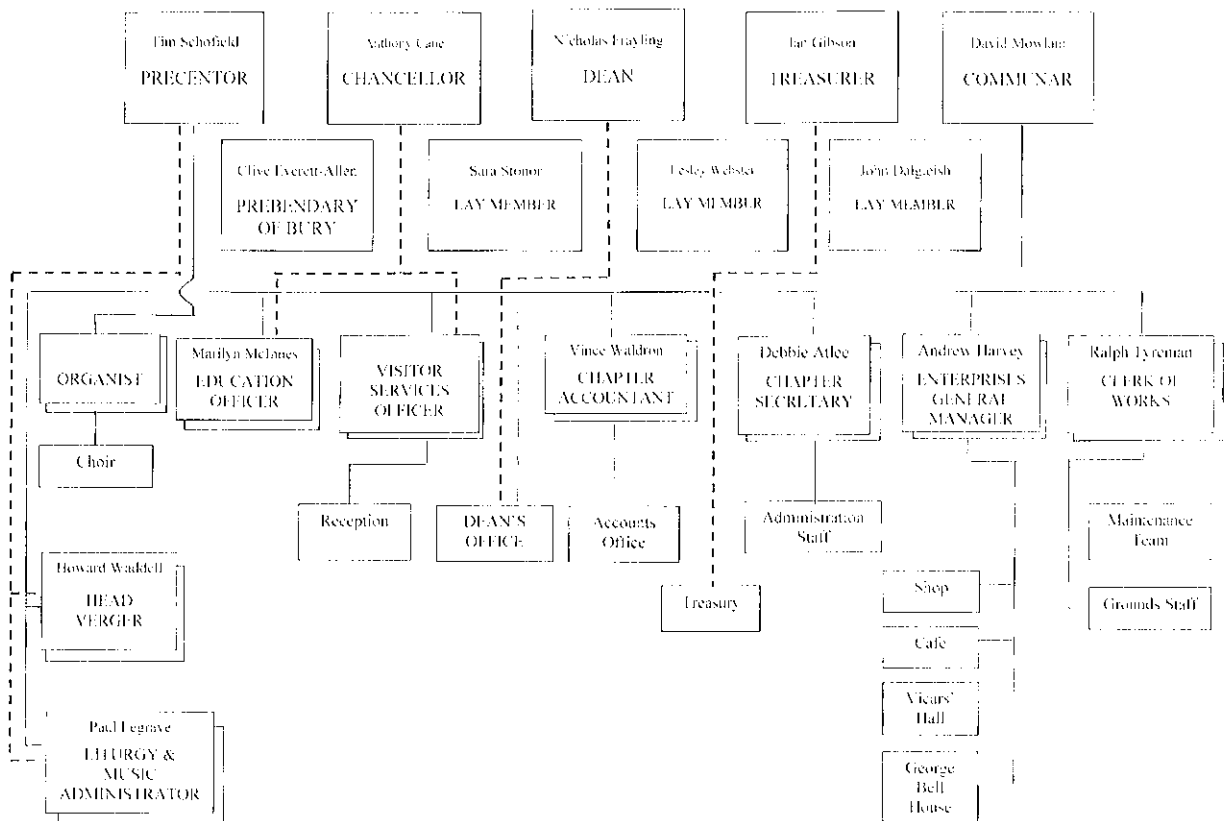 Tim Schofield
PRECENTOR
Anthony Cane
CHANCELLOR
Nicholas Frayling
DEAN
Ian Gibson
TREASURER
David Mowlam
COMMUNAR
Clive Everett-Allen
PREBENDARY
OF BURY
Sara Stonor
LAY MEMBER
Lesley Webster
LAY MEMBER
John Dalgleish
LAY MEMBER
ORGANIST
Marilyn McInnes
EDUCATION
OFFICER
VISITOR
SERVICES
OFFICER
Vince Waldron
CHAPTER
ACCOUNTANT
Debbie Atlee
CHAPTER
SECRETARY
Andrew Harvey
ENTERPRISES
GENERAL
MANAGER
Ralph Tyreman
CLERK OF
WORKS
Choir
Reception
DEAN'S
OFFICE
Accounts
Office
Administration
Staff
Maintenance
Team
Howard Waddell
HEAD
VERGER
Treasury
Shop
Grounds Staff
Cafe
Vicars'
Hall
Paul Legrave
LITURGY &
MUSIC
ADMINISTRATOR
George
Bell
House